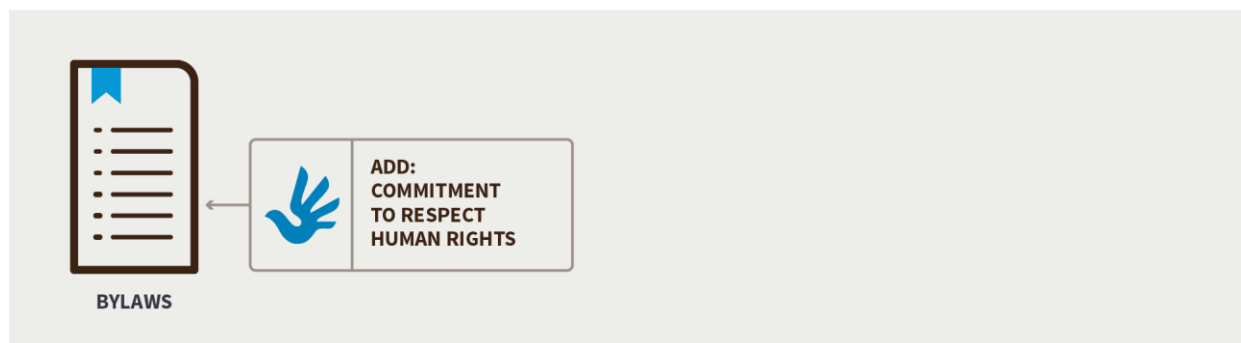 ADD:
COMMITMENT
TO RESPECT
HUMAN RIGHTS
BYLAWS